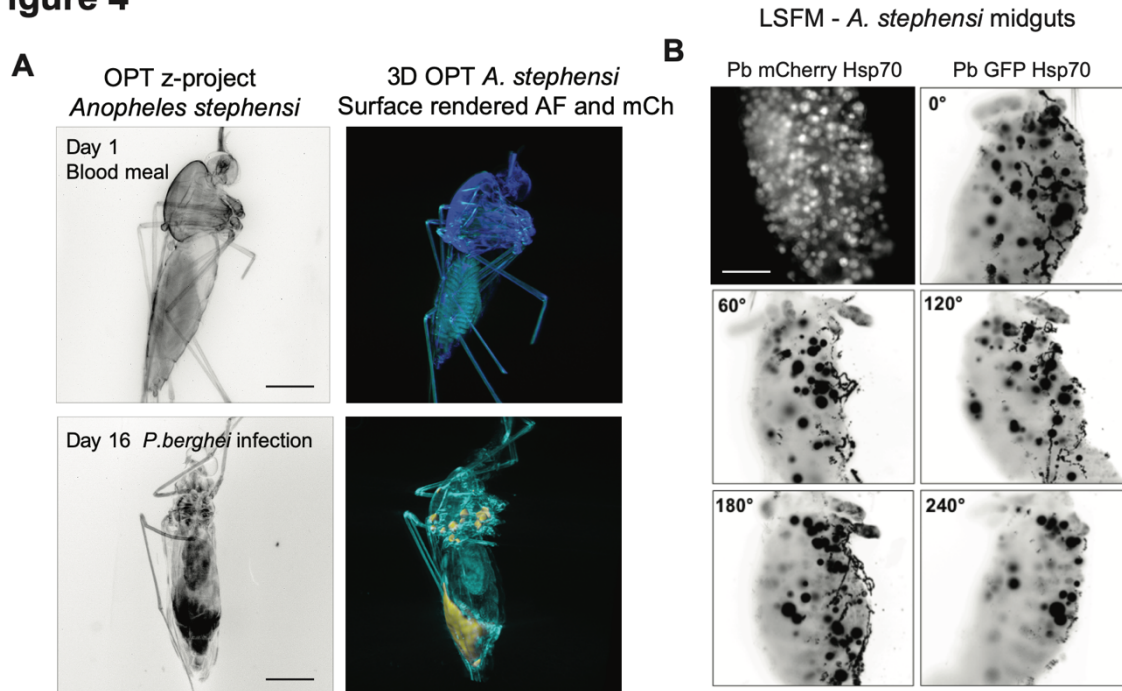 igure 4
LSFM - A. stephensi midguts
A
B
OPT z-project
Anopheles stephensi
3D OPT A. stephensi
Surface rendered AF and mCh
Pb mCherry Hsp70
Pb GFP Hsp70
Day 1
Blood meal
0°
60°
120°
Day 16 P.berghei infection
180°
240°